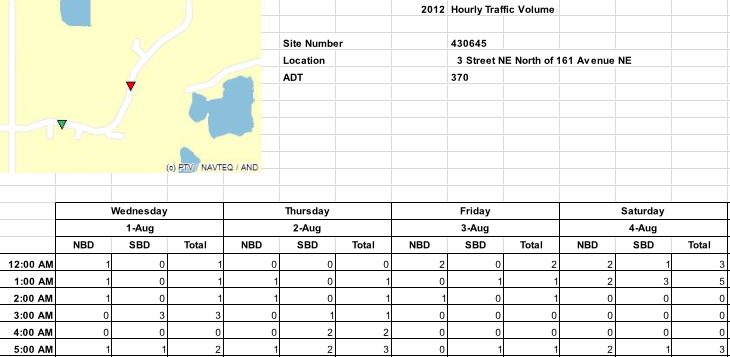 2012 Hourly Traffic Volume
Site Number 430645
Location 3 Street NE North of 161 Avenue NE
ADT 370
(c) PTV / NAVTEQ / AND
Wednesday Thursday Friday Saturday
1-Aug 2-Aug 3-Aug 4-Aug
NBD SBD Total NBD SBD Total NBD SBD Total NBD SBD Total
12:00 AM 1 0 1 0 0 0 2 0 2 2 1 3
1:00 AM 1 0 1 1 0 1 0 1 1 2 3 5
2:00 AM 1 0 1 1 0 1 1 0 1 0 0 0
3:00 AM 0 3 3 0 1 1 0 0 0 0 0 0
4:00 AM 0 0 0 0 2 2 0 0 0 0 0 0
5:00 AM 1 1 2 1 2 3 0 1 1 2 1 3